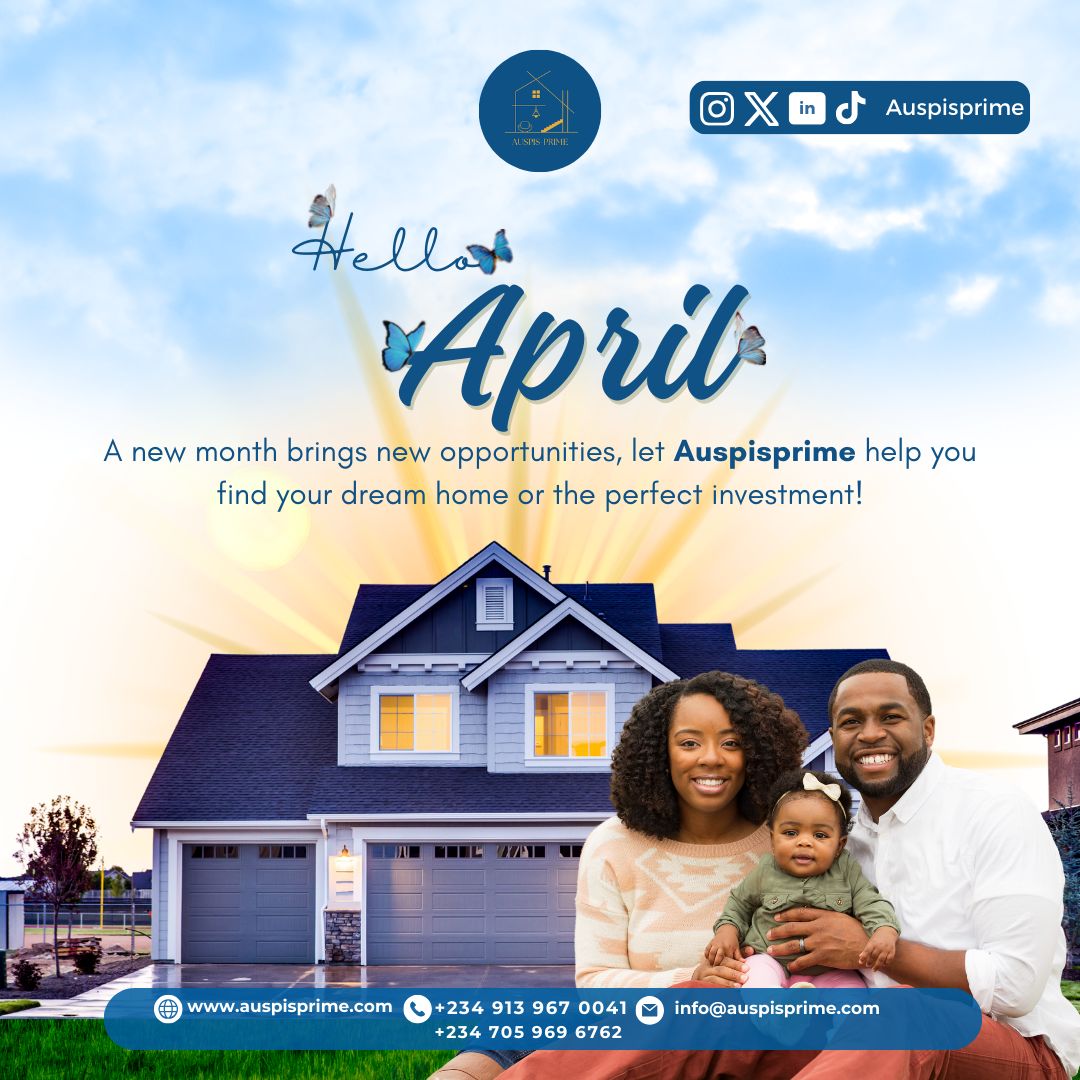 AUSPIS-PRIME
in
Auspisprime
Hello
April
A new month brings new opportunities, let Auspisprime help you
find your dream home or the perfect investment!
www.auspisprime.com
+234 913 967 0041
+234 705 969 6762
info@auspisprime.com